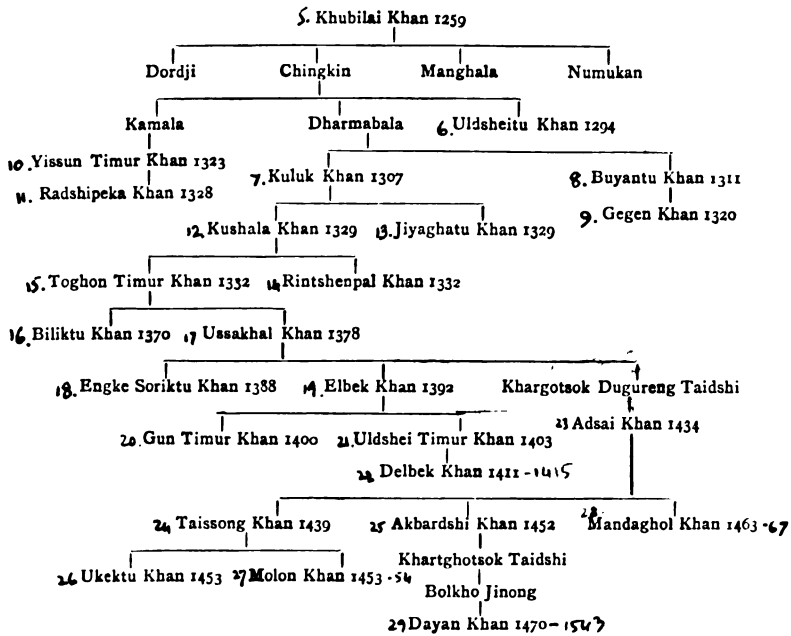 5. Khubilai Khan 1259
Dordji Chingkin Manghala Numukan
Kamala Dharmabala 6. Uldsheitu Khan 1294
10. Yissun Timur Khan 1323
7. Kuluk Khan 1307 8. Buyantu Khan 1311
11. Radshipeka Khan 1328
9. Gegen Khan 1320
12 Kushala Khan 1329 13. Jiyaghatu Khan 1329
15. Toghon Timur Khan 1332 14 Rintshenpal Khan 1332
16. Biliktu Khan 1370 17 Ussakhal Khan 1378
18. Engke Soriktu Khan 1388 19. Elbek Khan 1392 Khargotsok Dugureng Taidshi
23 Adsai Khan 1434
20. Gun Timur Khan 1400 21. Uldshei Timur Khan 1403
22 Delbek Khan 1411 - 1415
24 Taissong Khan 1439 25 Akbardshi Khan 1452 28. Mandaghol Khan 1463 - 67
Khartghotsok Taidshi
26 Ukektu Khan 1453 27 Molon Khan 1453 - 54
Bolkho Jinong
29 Dayan Khan 1470 - 1543